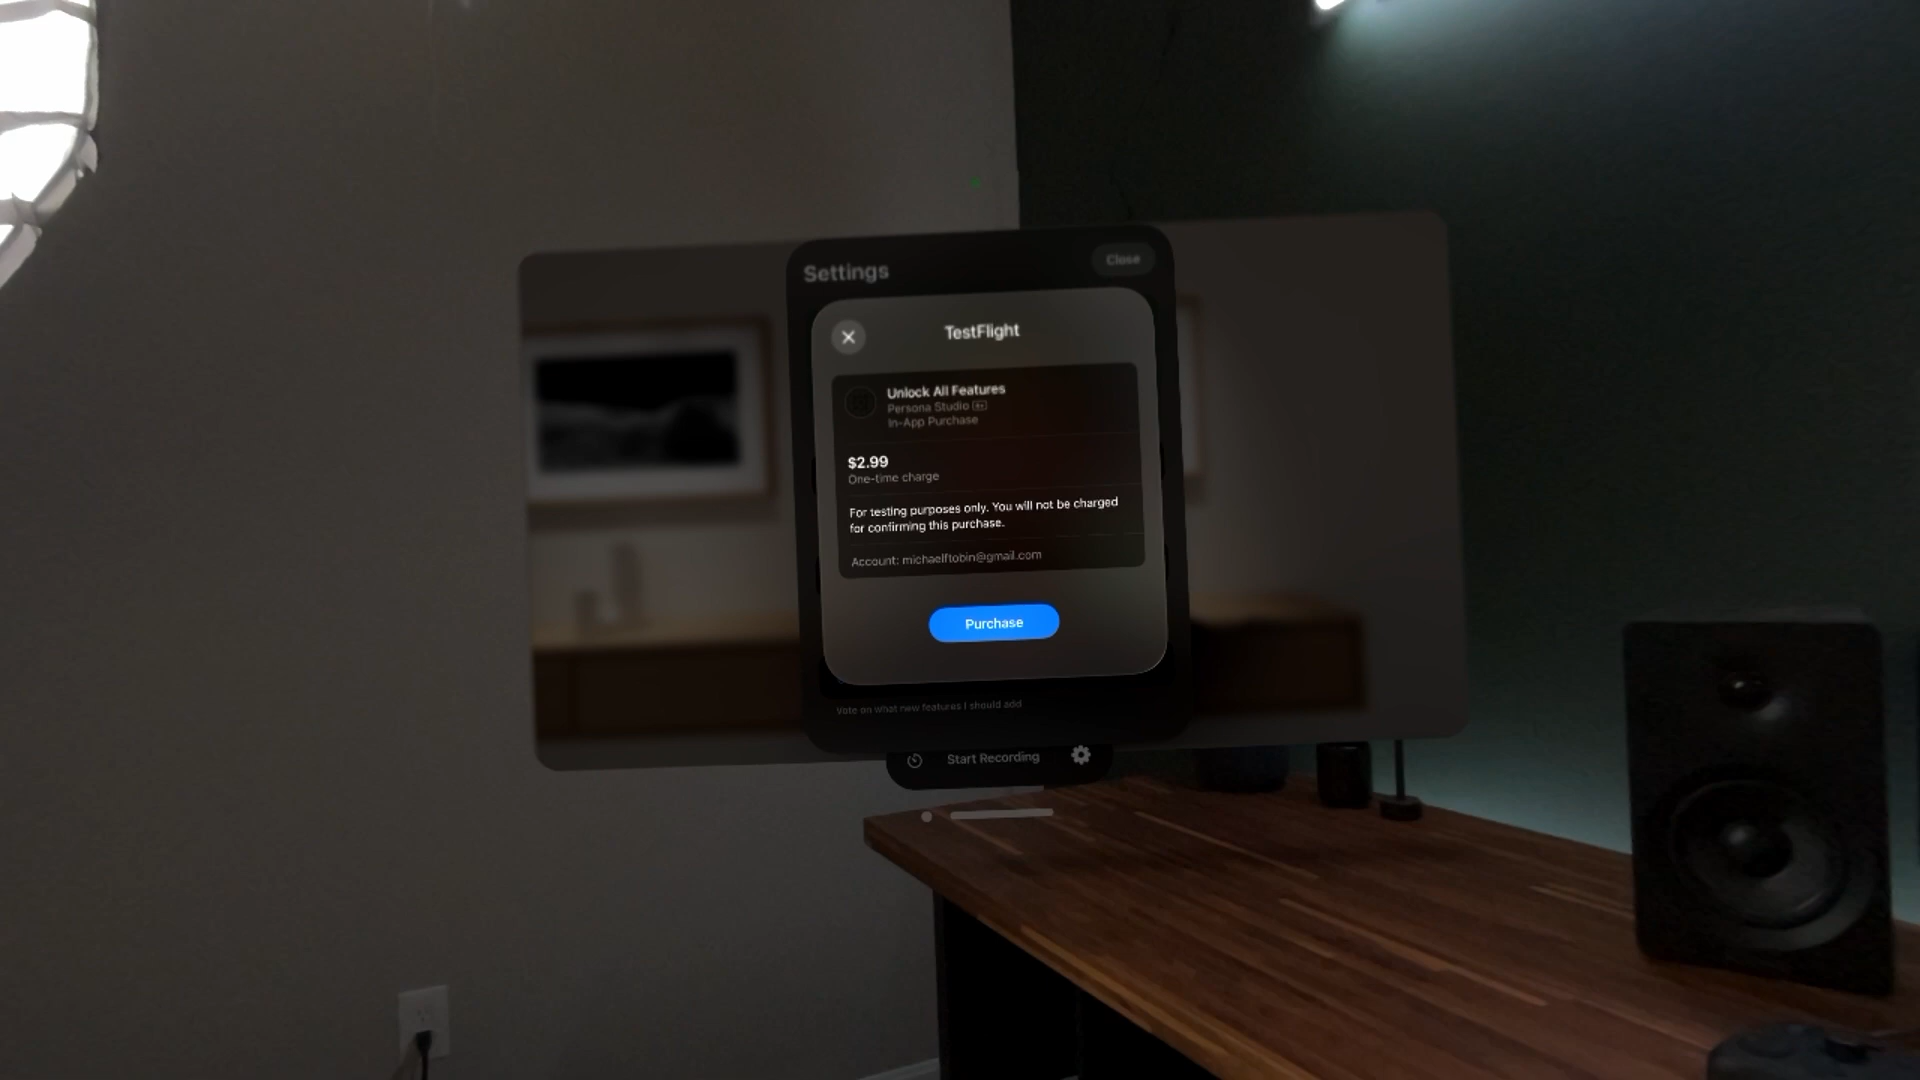 Settings
Close
TestFlight
Unlock All Features
Persona Studio 4+
In-App Purchase
$2.99
One-time charge
For testing purposes only. You will not be charged
for confirming this purchase.
Account: michaelftobin@gmail.com
Purchase
Vote on what new features I should add
Start Recording